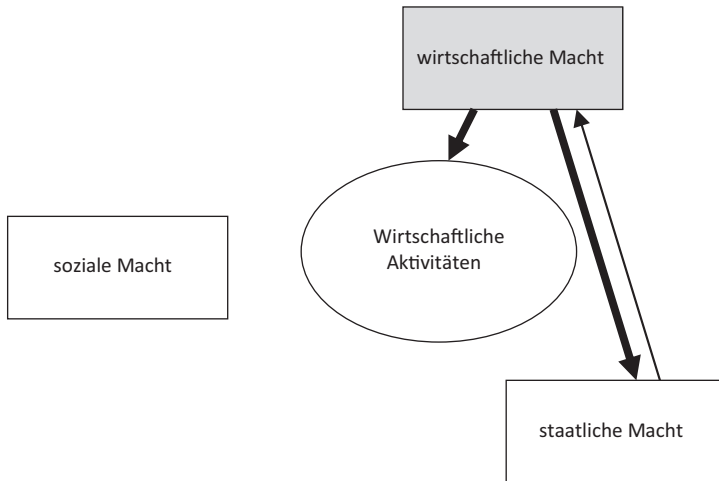 wirtschaftliche Macht
Wirtschaftliche
Aktivitäten
soziale Macht
staatliche Macht